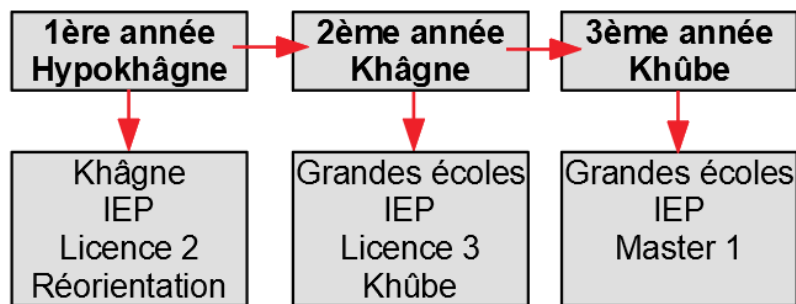 1ère année
Hypokhâgne
2ème année
Khâgne
3ème année
Khûbe
Khâgne
IEP
Licence 2
Réorientation
Grandes écoles
IEP
Licence 3
Khûbe
Grandes écoles
IEP
Master 1